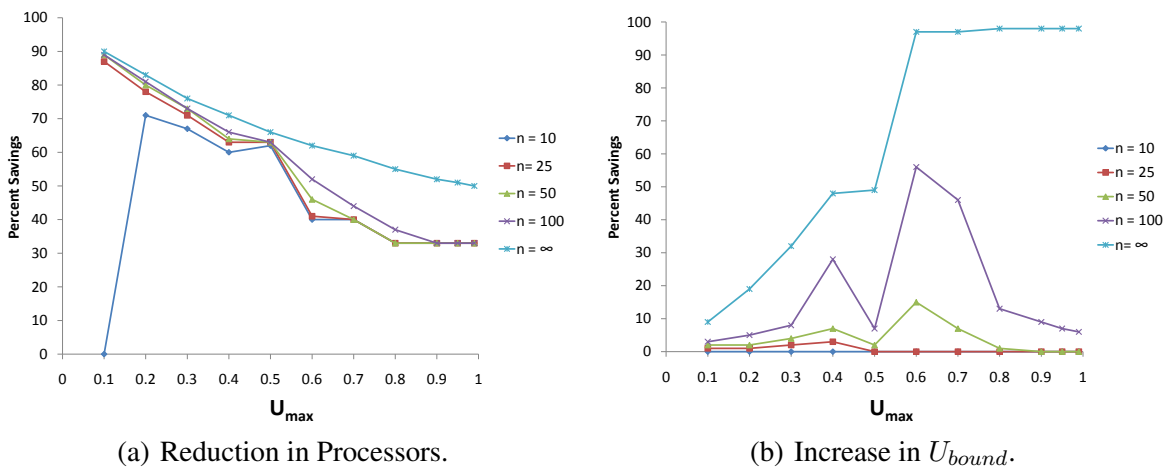 100
90
80
70
60
50
40
30
20
10
0
Percent Savings
0 0.1 0.2 0.3 0.4 0.5 0.6 0.7 0.8 0.9 1
Umax
n = 10
n= 25
n = 50
n = 100
n = ∞
(a) Reduction in Processors.
100
90
80
70
60
50
40
30
20
10
0
Percent Savings
0 0.1 0.2 0.3 0.4 0.5 0.6 0.7 0.8 0.9 1
Umax
n = 10
n = 25
n = 50
n = 100
n= ∞
(b) Increase in Ubound.